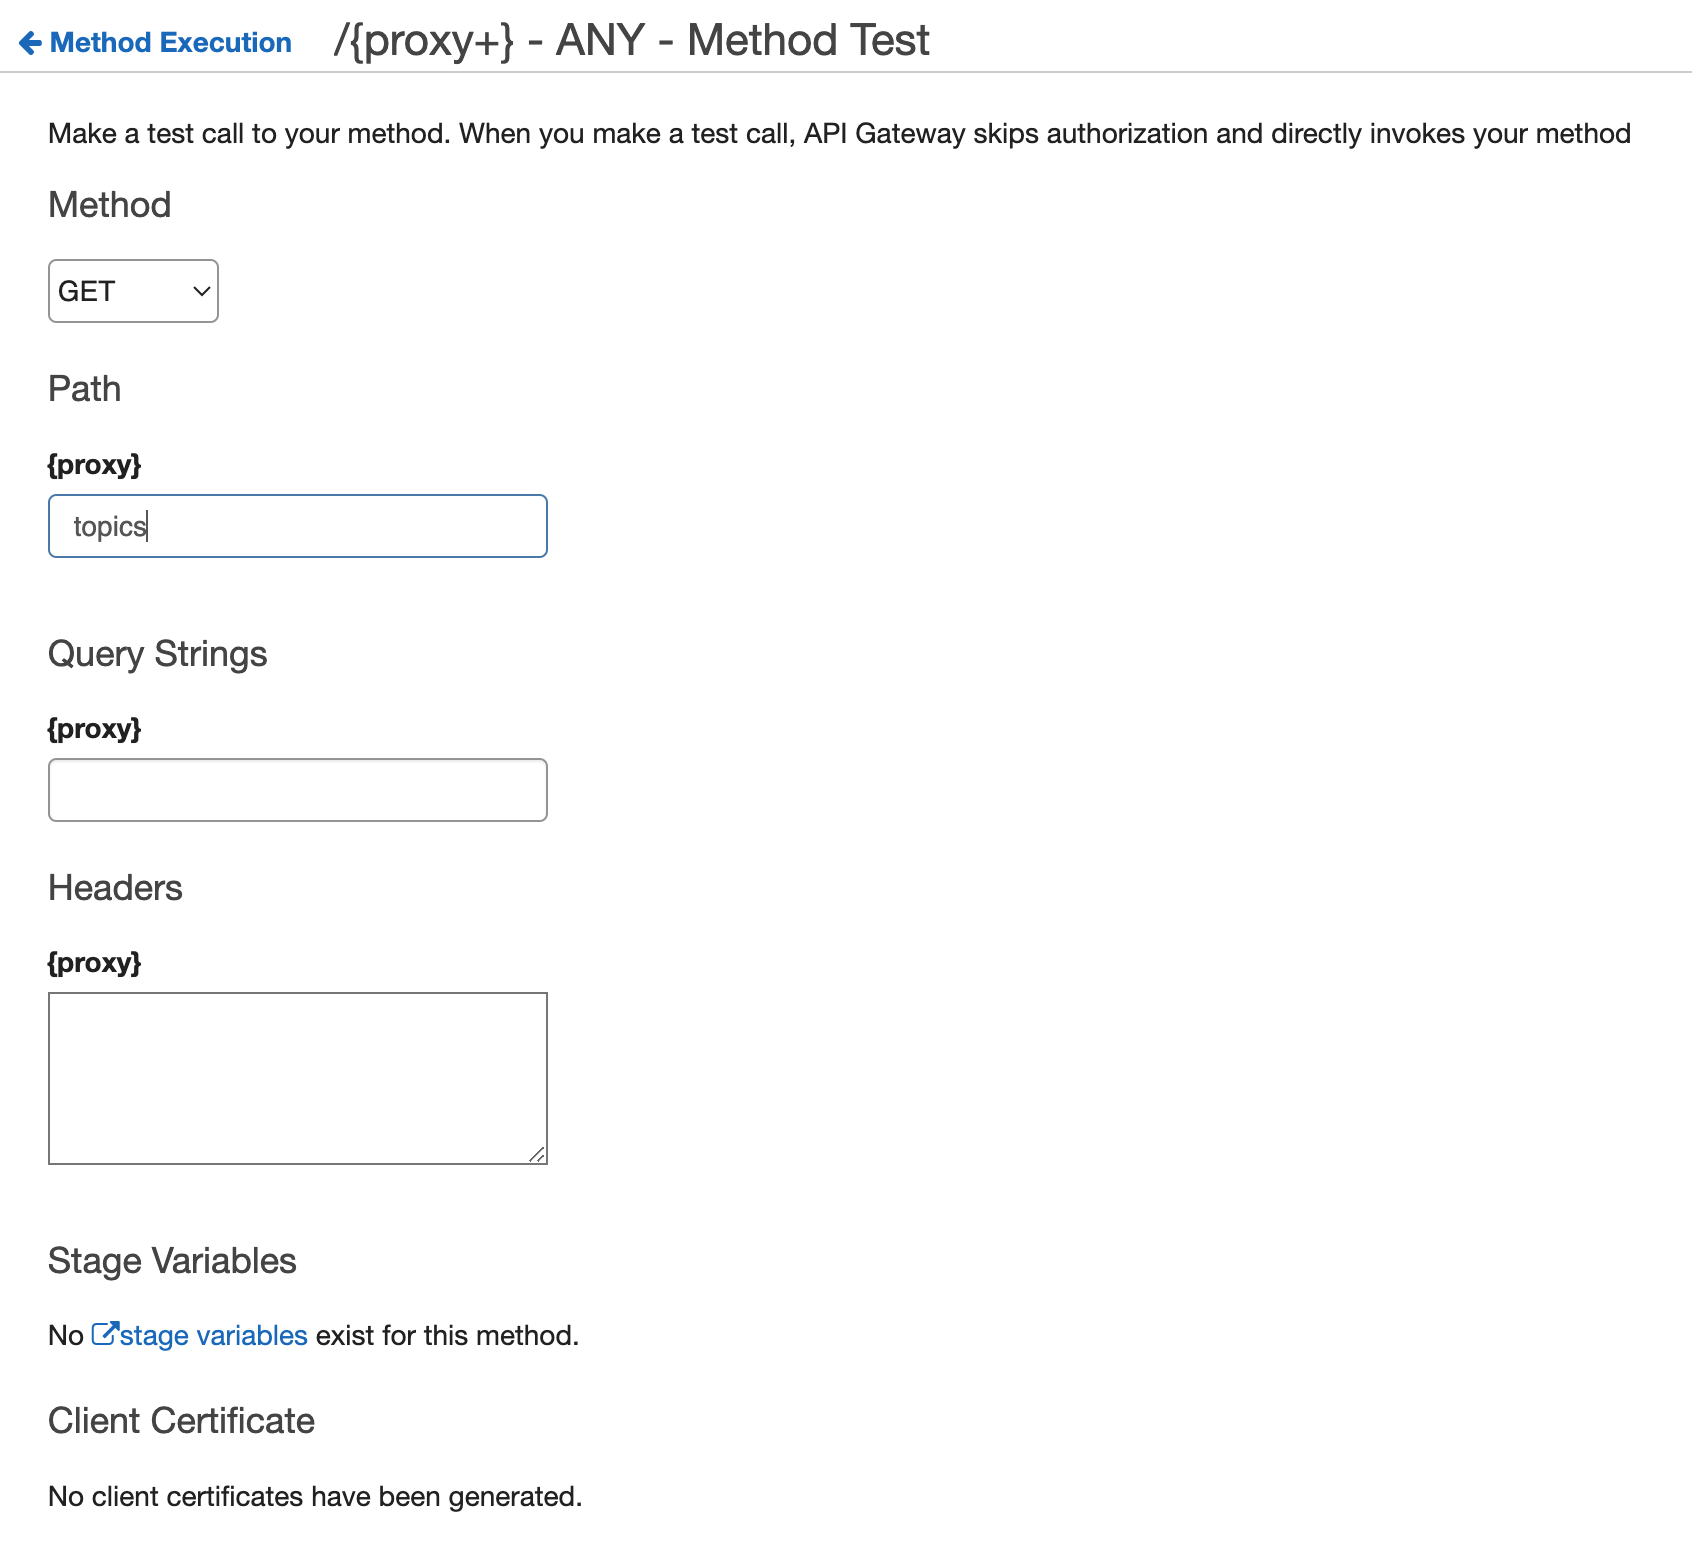 Method Execution /{proxy+} - ANY - Method Test
Make a test call to your method. When you make a test call, API Gateway skips authorization and directly invokes your method
Method
GET
Path
{proxy}
topics
Query Strings
{proxy}
Headers
{proxy}
Stage Variables
No stage variables exist for this method.
Client Certificate
No client certificates have been generated.